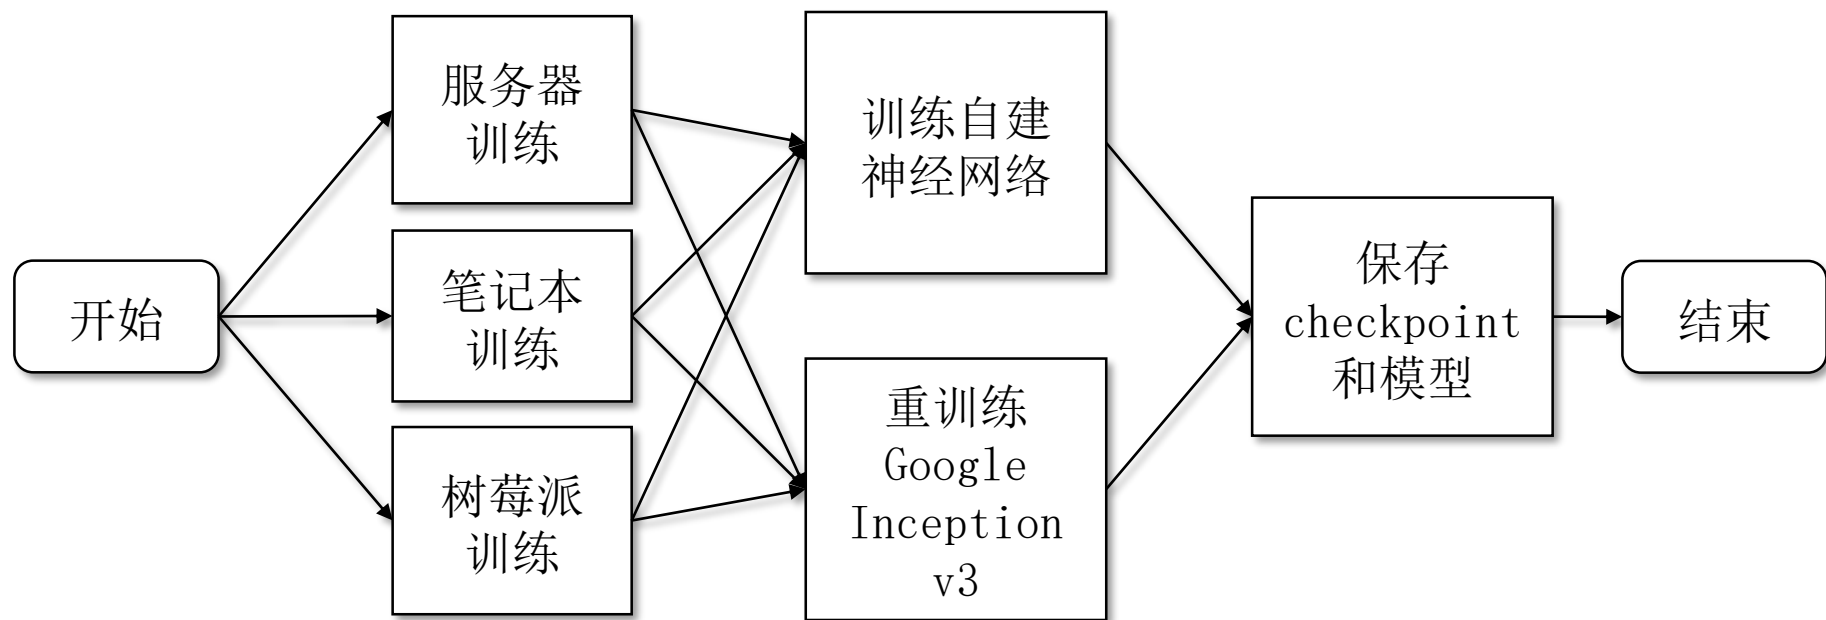 开始
服务器
训练
笔记本
训练
树莓派
训练
训练自建
神经网络
重训练
Google
Inception
v3
保存
checkpoint
和模型
结束